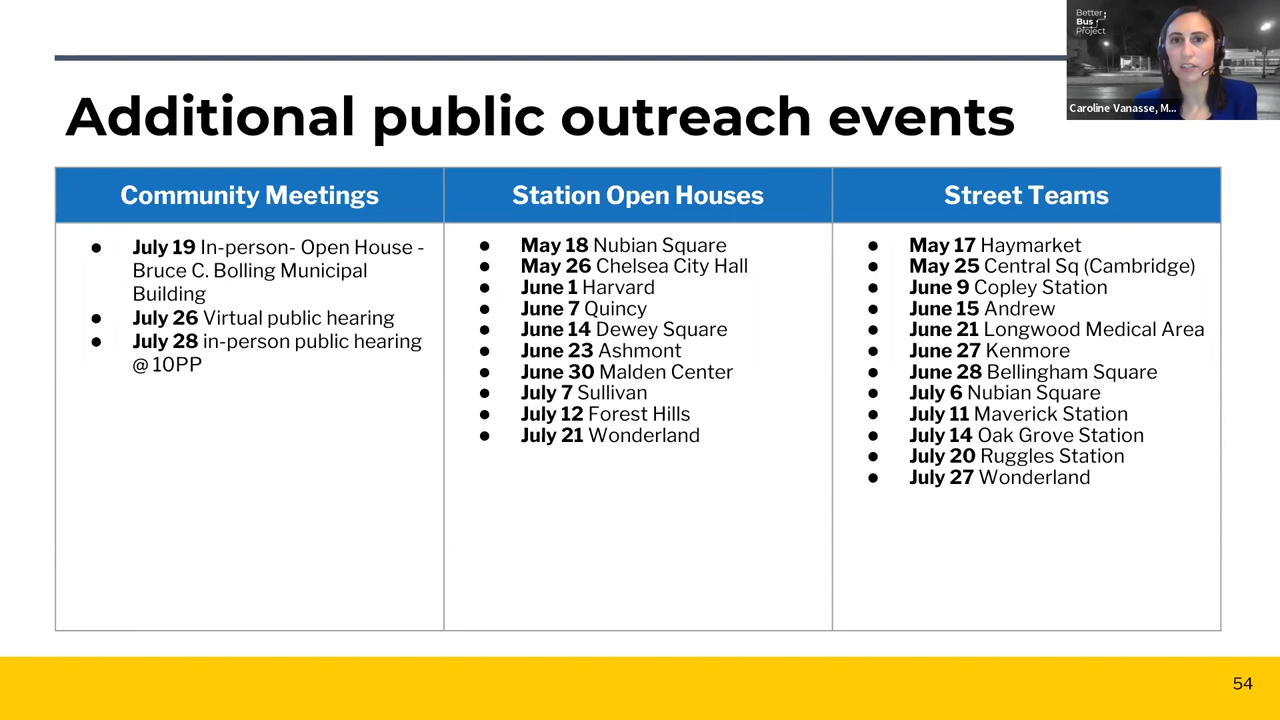 Better
Bus
Project
Caroline Vanasse, M...
Additional public outreach events
Community Meetings
Station Open Houses
Street Teams
● July 19 In-person- Open House -
Bruce C. Bolling Municipal
Building
● July 26 Virtual public hearing
● July 28 in-person public hearing
@ 10PP
● May 18 Nubian Square
● May 26 Chelsea City Hall
● June 1 Harvard
● June 7 Quincy
● June 14 Dewey Square
● June 23 Ashmont
● June 30 Malden Center
● July 7 Sullivan
● July 12 Forest Hills
● July 21 Wonderland
● May 17 Haymarket
● May 25 Central Sq (Cambridge)
● June 9 Copley Station
● June 15 Andrew
● June 21 Longwood Medical Area
● June 27 Kenmore
● June 28 Bellingham Square
● July 6 Nubian Square
● July 11 Maverick Station
● July 14 Oak Grove Station
● July 20 Ruggles Station
● July 27 Wonderland
54